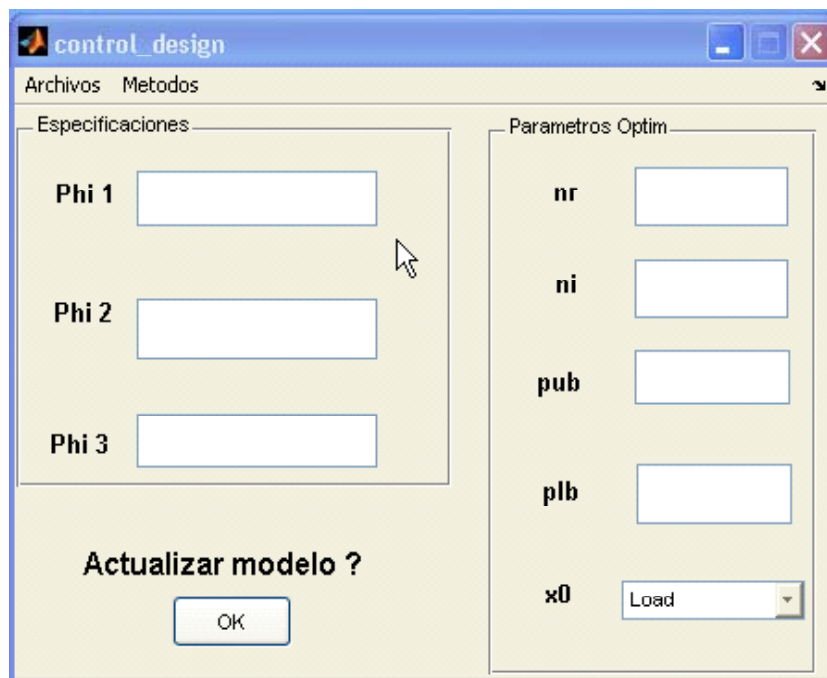 control_design
Archivos Metodos
Especificaciones
Phi 1
Phi 2
Phi 3
Actualizar modelo ?
OK
Parametros Optim
nr
ni
pub
plb
x0 Load